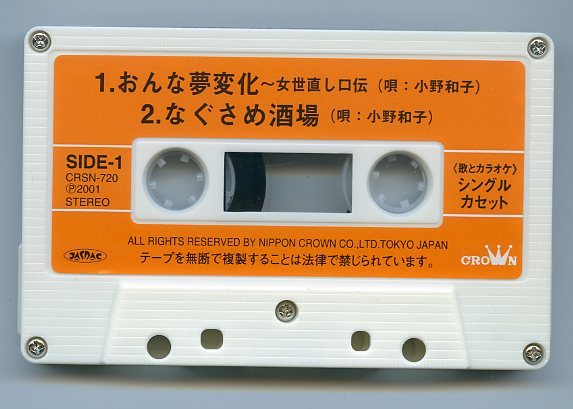 1.おんな夢変化～女世直し口伝（唄：小野和子）
2.なぐさめ酒場（唄：小野和子）
SIDE-1
CRSN-720
Ⓟ2001
STEREO
《歌とカラオケ》
シングル
カセット
ALL RIGHTS RESERVED BY NIPPON CROWN CO.,LTD.TOKYO JAPAN
テープを無断で複製することは法律で禁じられています。
JASRAC
CROWN